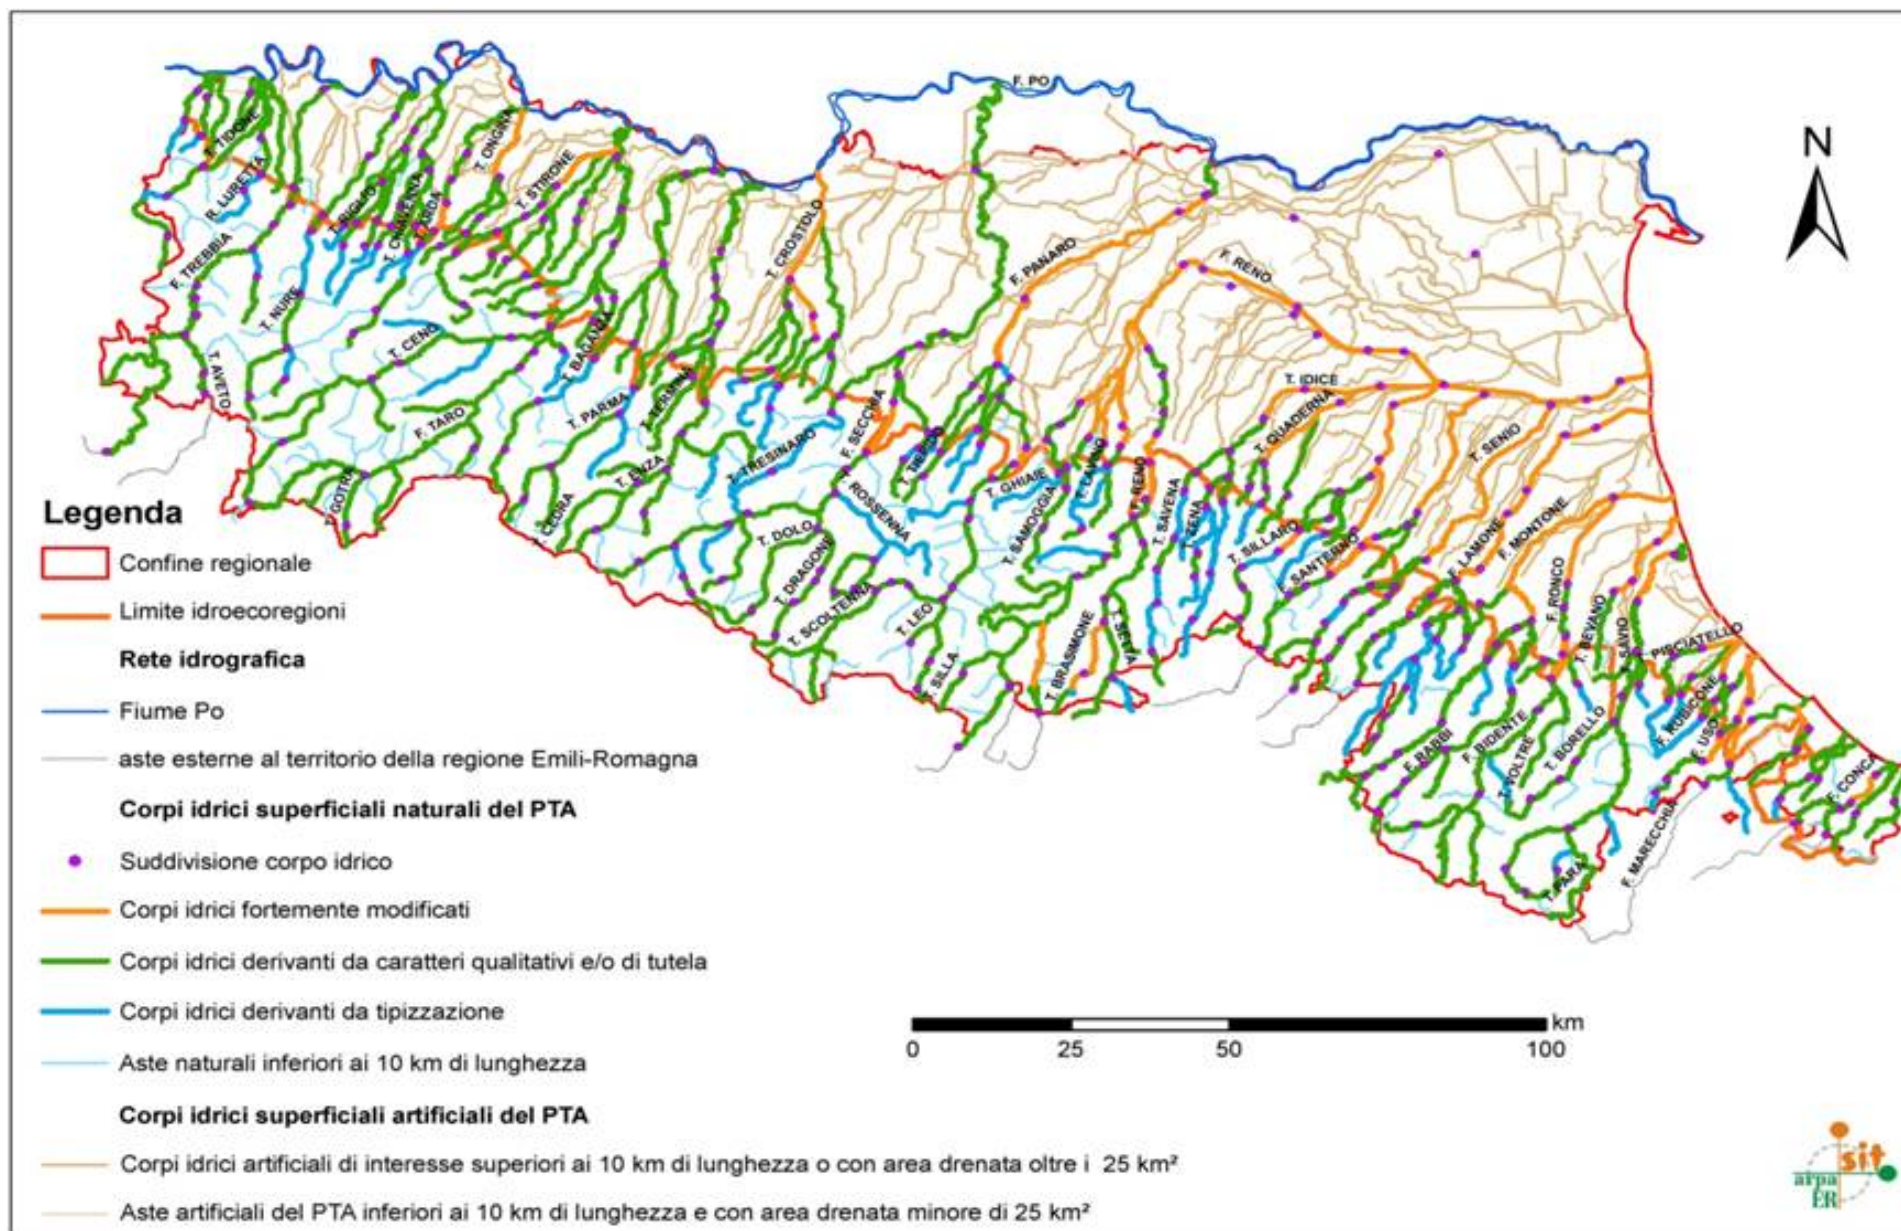 F. PO
N
T. TIDONE
R. LURETTA
F. TREBBIA
T. NURE
T. AVETO
T. RIGLIO
T. CHIAVENNA
T. ARDA
T. ONGINA
T. STIRONE
T. CENO
F. TARO
T. GOTRA
T. BAGANZA
T. PARMA
T. TERMINA
T. CEDRA
T. ENZA
T. CROSTOLO
T. TRESINARO
F. SECCHIA
T. ROSSENNA
T. DOLO
T. DRAGONE
T. SCOLTENNA
T. LEO
T. SILLA
T. TIEPIDO
F. PANARO
T. GHIAIE
T. SAMOGGIA
T. LAVINO
F. RENO
F. RENO
T. BRASIMONE
T. SETTA
T. SAVENA
T. ZENA
T. IDICE
T. QUADERNA
T. SILLARO
F. SANTERNO
T. SENIO
F. LAMONE
F. MONTONE
F. RONCO
T. BEVANO
F. SAVIO
T. PISCIATELLO
F. RUBICONE
F. USO
F. RABBI
F. BIDENTE
T. VOLTRE
T. BORELLO
T. PARA
F. MARECCHIA
F. CONCA
Legenda
Confine regionale
Limite idroecoregioni
Rete idrografica
Fiume Po
aste esterne al territorio della regione Emili-Romagna
Corpi idrici superficiali naturali del PTA
Suddivisione corpo idrico
Corpi idrici fortemente modificati
Corpi idrici derivanti da caratteri qualitativi e/o di tutela
Corpi idrici derivanti da tipizzazione
Aste naturali inferiori ai 10 km di lunghezza
Corpi idrici superficiali artificiali del PTA
Corpi idrici artificiali di interesse superiori ai 10 km di lunghezza o con area drenata oltre i 25 km²
Aste artificiali del PTA inferiori ai 10 km di lunghezza e con area drenata minore di 25 km²
km
0 25 50 100
sit
arpa
ER